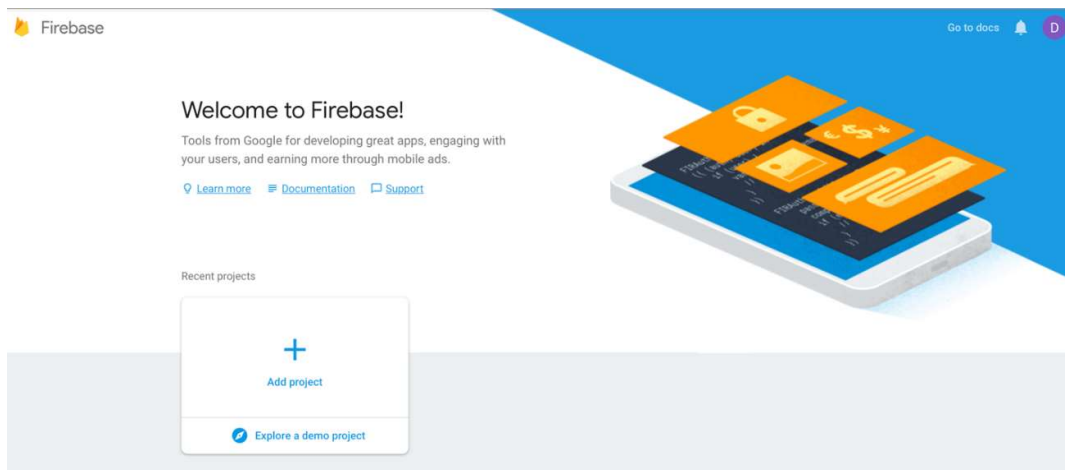 Firebase
Go to docs
D
Welcome to Firebase!
Tools from Google for developing great apps, engaging with
your users, and earning more through mobile ads.
Learn more Documentation Support
Recent projects
Add project
Explore a demo project